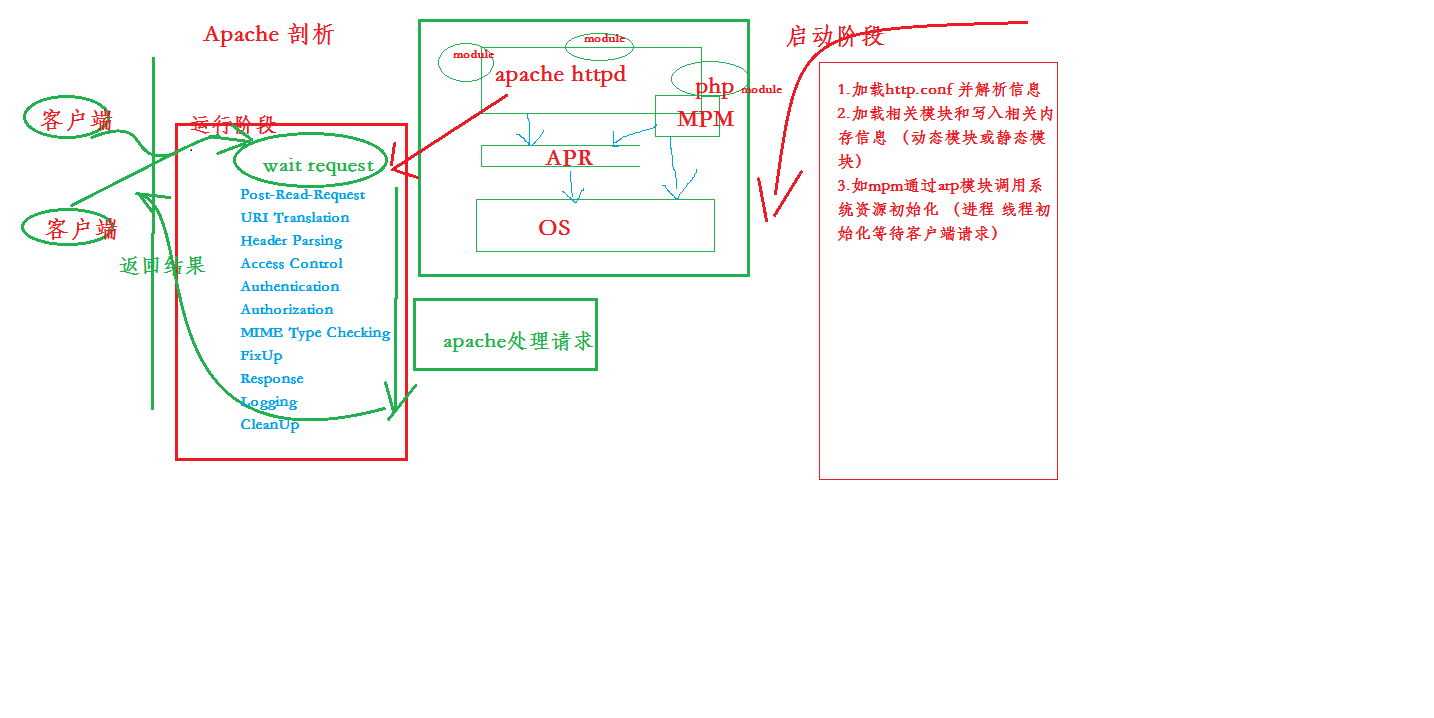 Apache 剖析
客户端
客户端
返回结果
运行阶段
wait request
Post-Read-Request
URI Translation
Header Parsing
Access Control
Authentication
Authorization
MIME Type Checking
FixUp
Response
Logging
CleanUp
module
module
apache httpd
php module
MPM
APR
OS
apache处理请求
启动阶段
1.加载http.conf 并解析信息
2.加载相关模块和写入相关内
存信息 （动态模块或静态模
块）
3.如mpm通过arp模块调用系
统资源初始化 （进程 线程初
始化等待客户端请求）